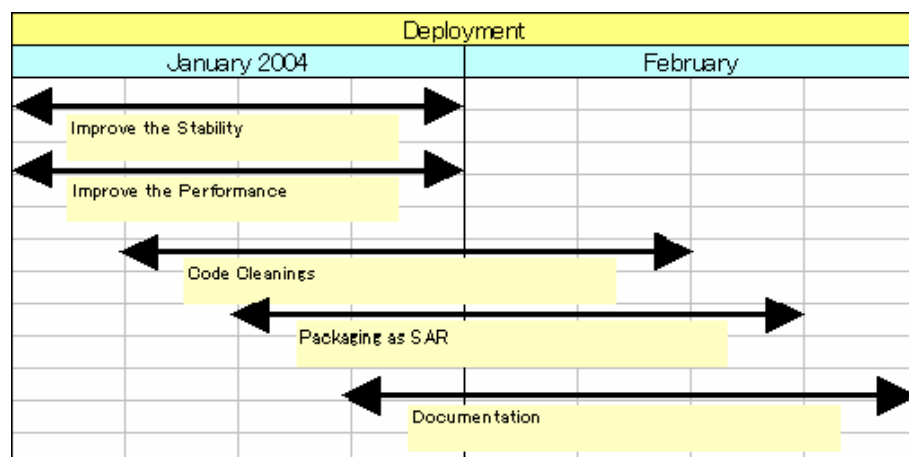 Deployment
January 2004
February
Improve the Stability
Improve the Performance
Code Cleanings
Packaging as SAR
Documentation